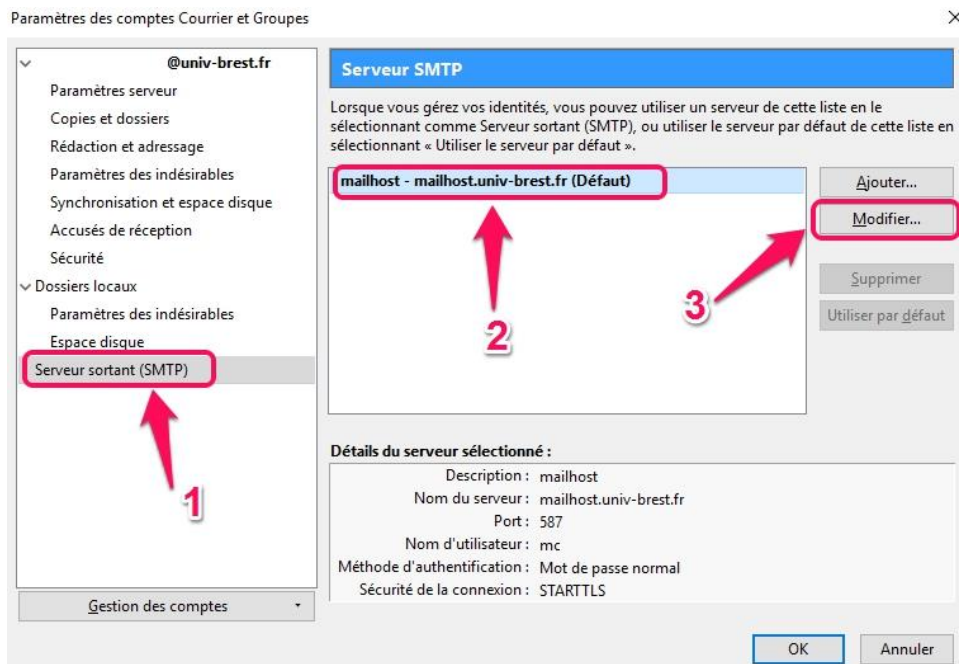 Paramètres des comptes Courrier et Groupes
@univ-brest.fr
Paramètres serveur
Copies et dossiers
Rédaction et adressage
Paramètres des indésirables
Synchronisation et espace disque
Accusés de réception
Sécurité
Dossiers locaux
Paramètres des indésirables
Espace disque
Serveur sortant (SMTP)
1
Gestion des comptes
Serveur SMTP
Lorsque vous gérez vos identités, vous pouvez utiliser un serveur de cette liste en le
sélectionnant comme Serveur sortant (SMTP), ou utiliser le serveur par défaut de cette liste en
sélectionnant « Utiliser le serveur par défaut ».
mailhost - mailhost.univ-brest.fr (Défaut)
2
3
Ajouter...
Modifier...
Supprimer
Utiliser par défaut
Détails du serveur sélectionné :
Description : mailhost
Nom du serveur : mailhost.univ-brest.fr
Port : 587
Nom d'utilisateur : mc
Méthode d'authentification : Mot de passe normal
Sécurité de la connexion : STARTTLS
OK
Annuler